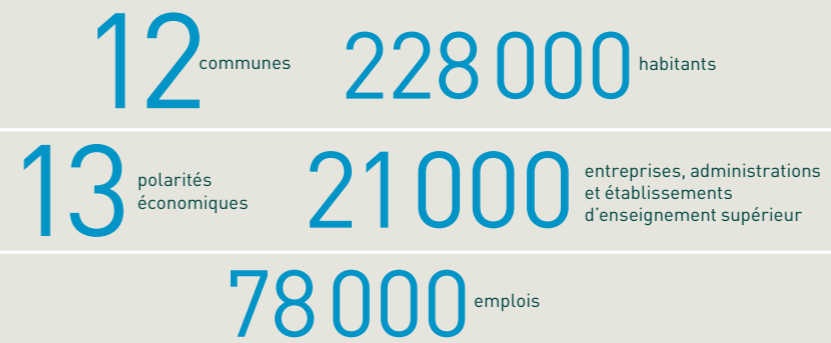 12 communes 228 000 habitants
13 polarités
économiques
21 000 entreprises, administrations
et établissements
d'enseignement supérieur
78 000 emplois